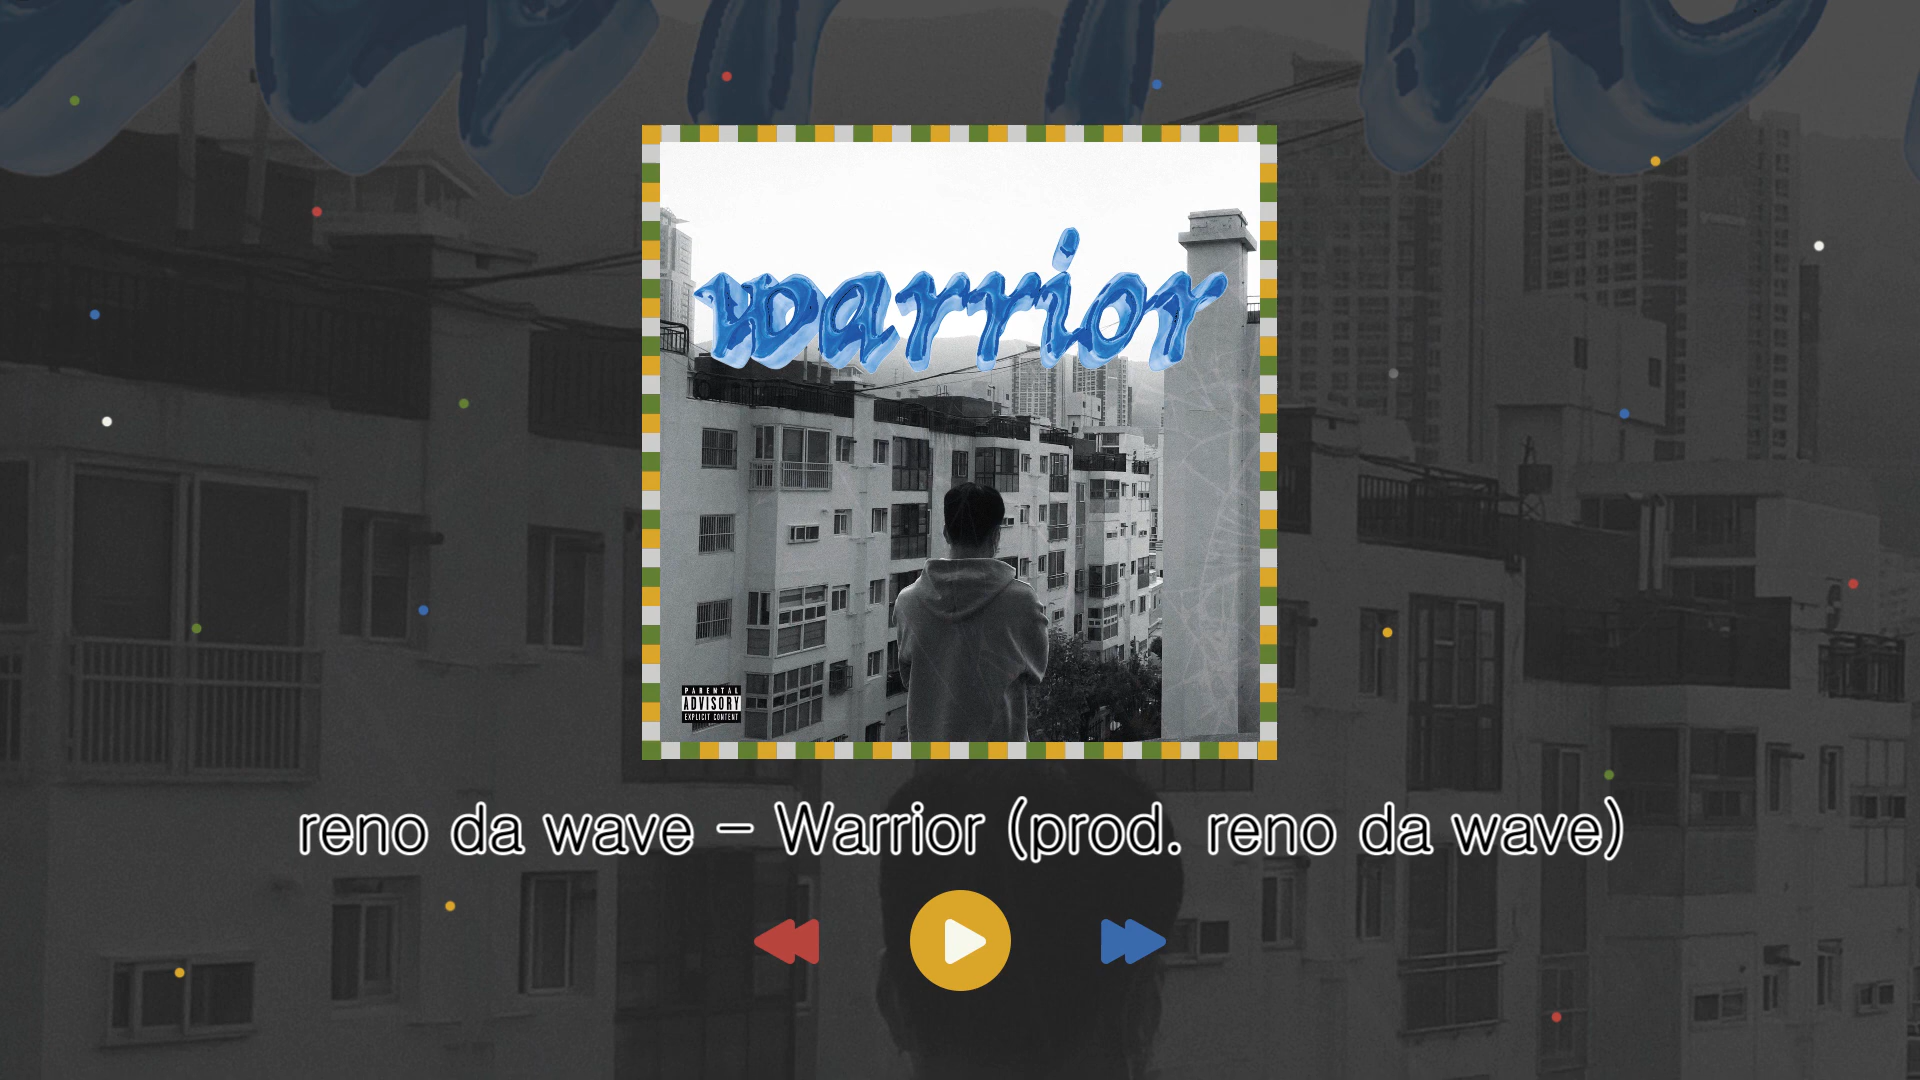 warrior
PARENTAL
ADVISORY
EXPLICIT CONTENT
reno da wave - Warrior (prod. reno da wave)